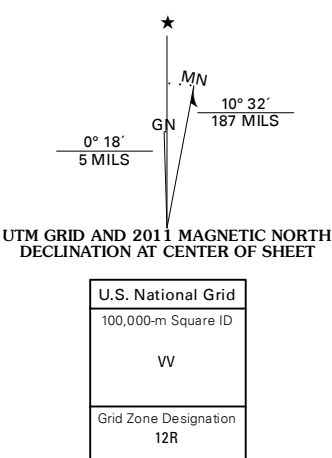 MN
GN
10° 32´
187 MILS
0° 18´
5 MILS
UTM GRID AND 2011 MAGNETIC NORTH
DECLINATION AT CENTER OF SHEET
U.S. National Grid
100,000-m Square ID
VV
Grid Zone Designation
12R